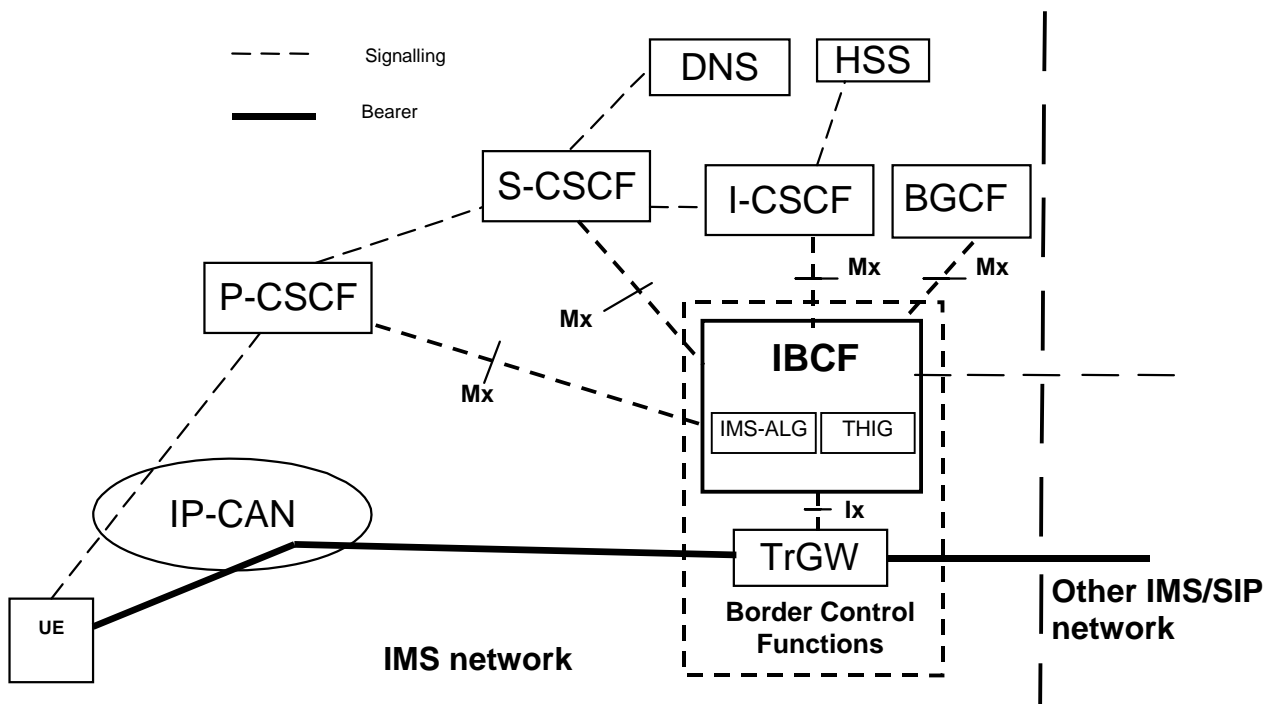 Signalling
Bearer
DNS
HSS
S-CSCF
I-CSCF
BGCF
P-CSCF
Mx
Mx
Mx
Mx
IBCF
IMS-ALG
THIG
IP-CAN
Ix
TrGW
UE
Border Control
Functions
Other IMS/SIP
network
IMS network